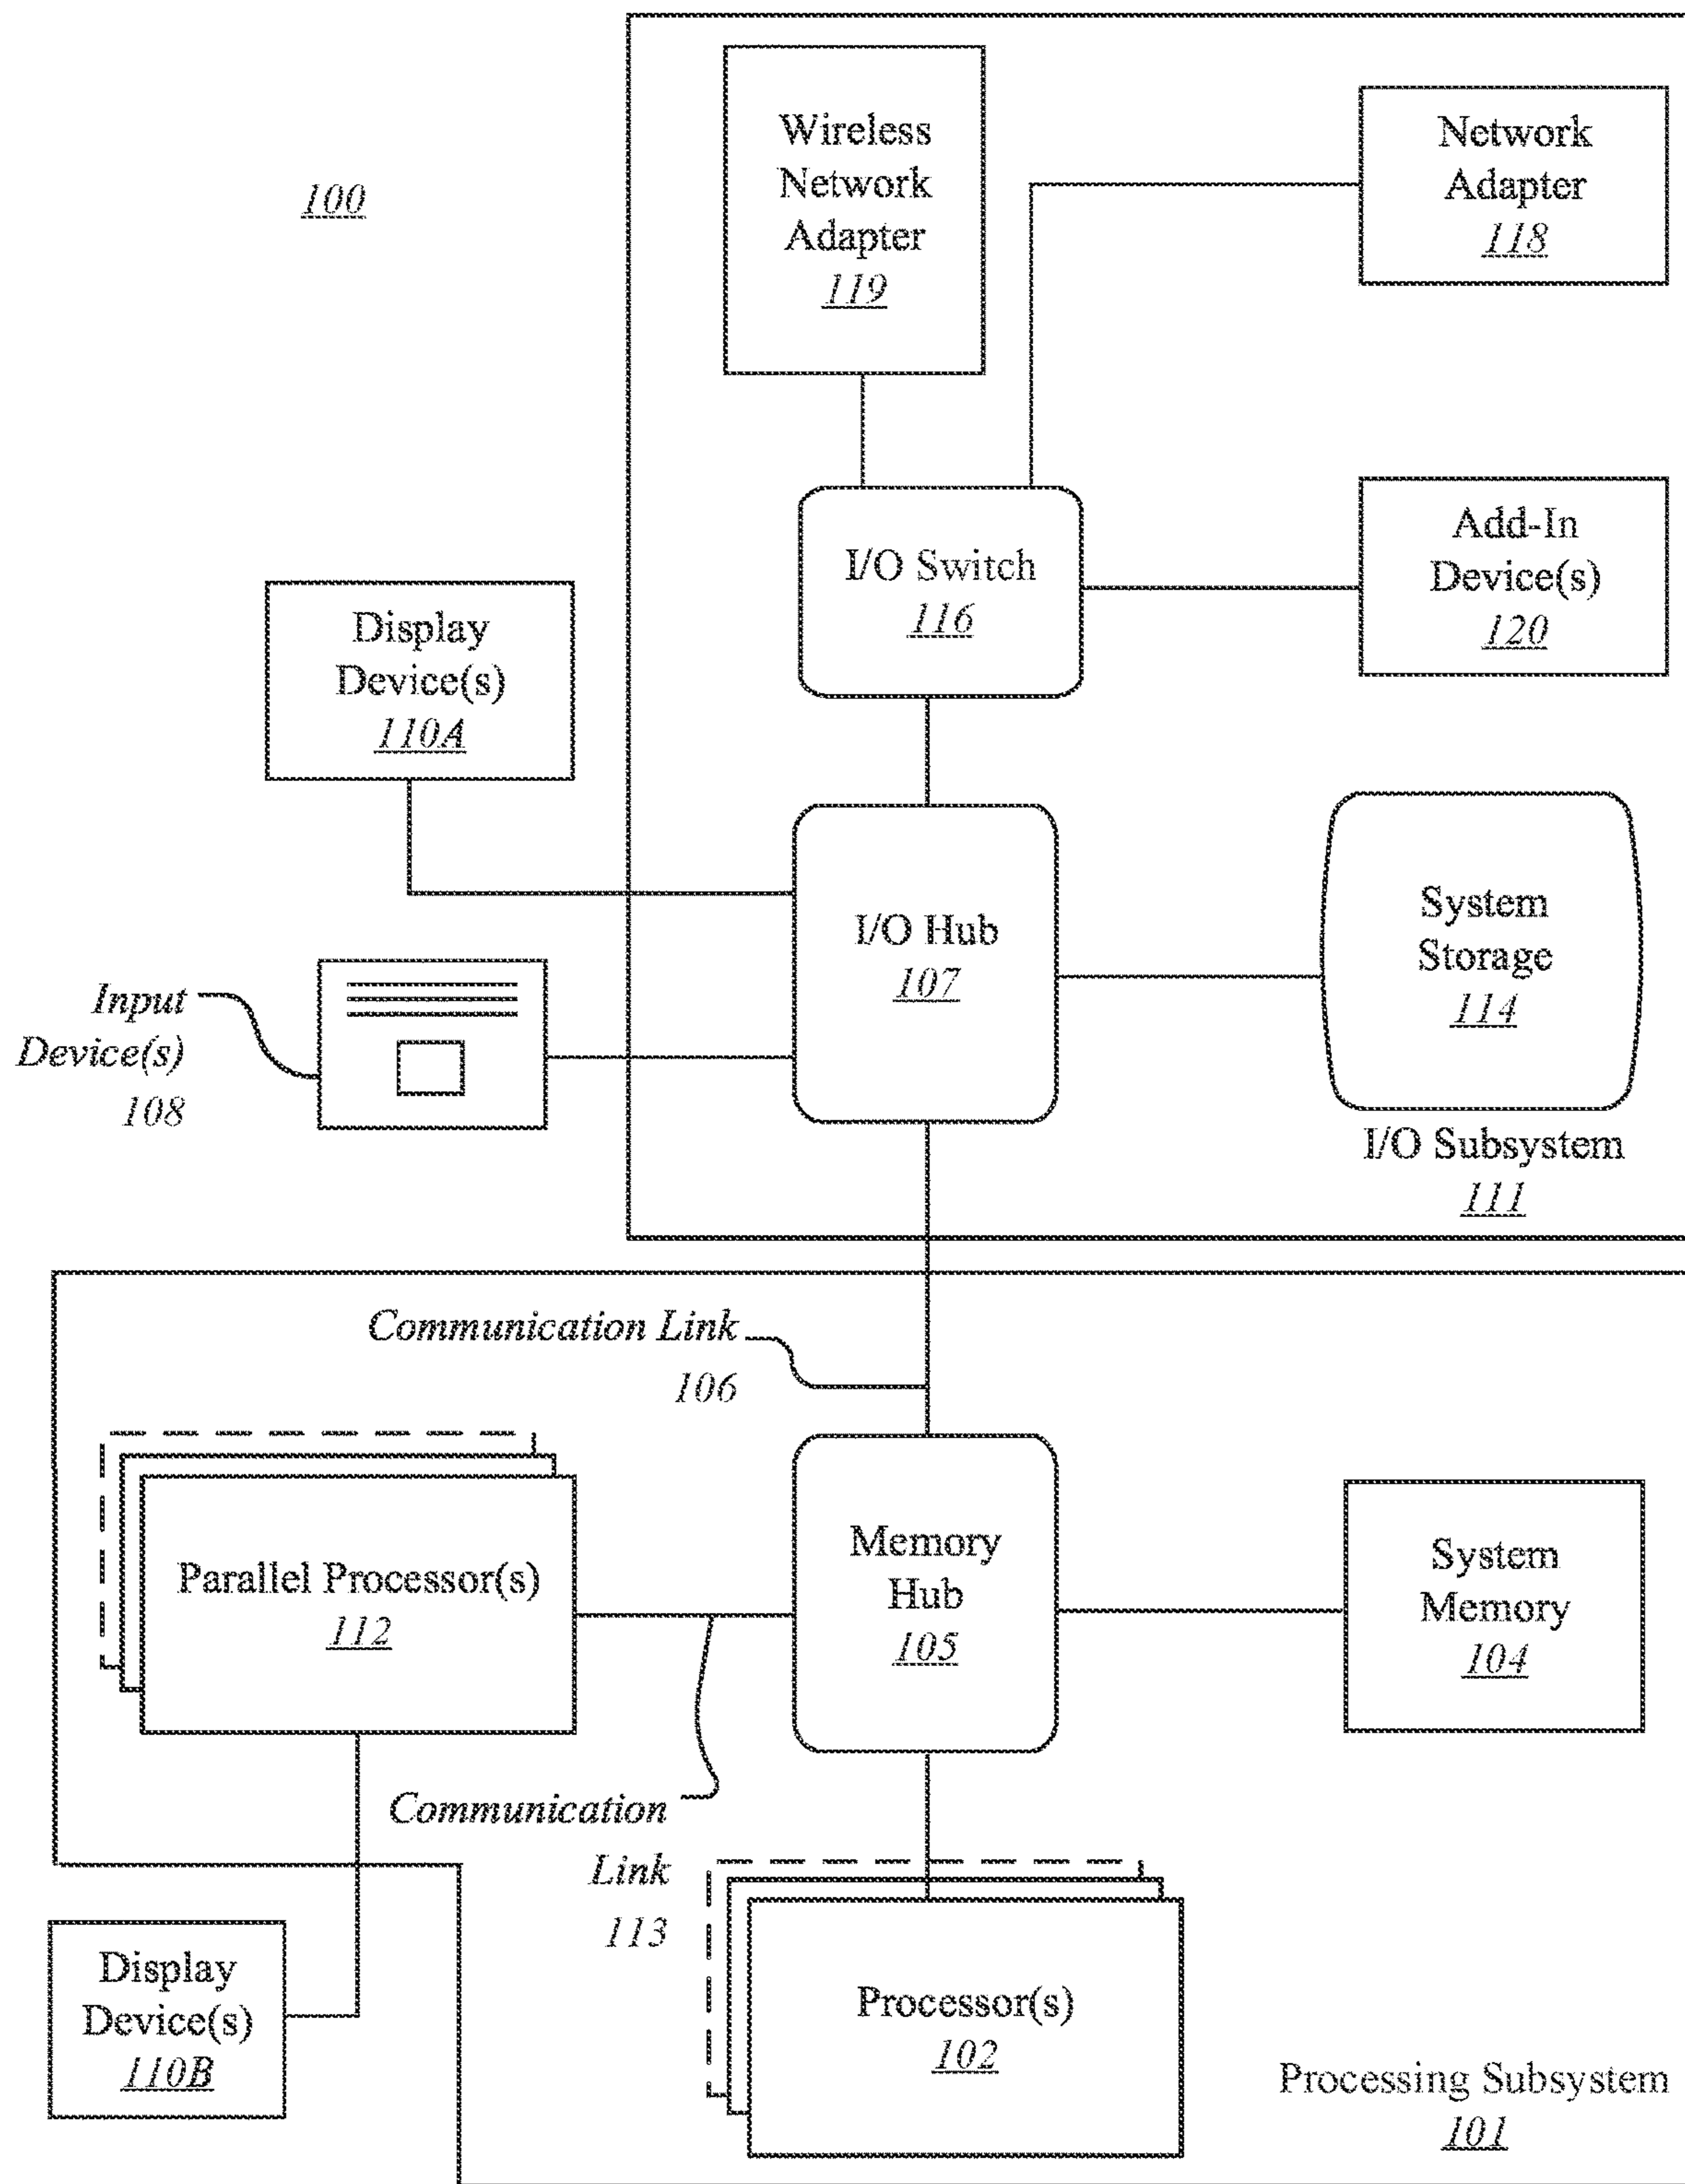 100
Wireless
Network
Adapter
119
Network
Adapter
118
I/O Switch
116
Add-In
Device(s)
120
Display
Device(s)
110A
I/O Hub
107
System
Storage
114
Input
Device(s)
108
I/O Subsystem
111
Communication Link
106
Parallel Processor(s)
112
Memory
Hub
105
System
Memory
104
Communication
Link
113
Display
Device(s)
110B
Processor(s)
102
Processing Subsystem
101